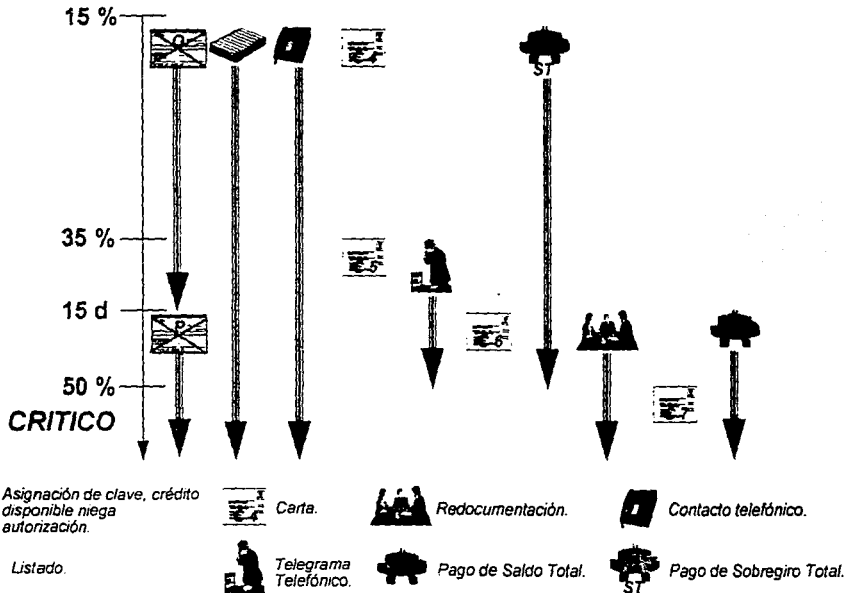 15 %
ST
35 %
15 d
P
50 %
CRITICO
Asignación de clave, crédito
disponible niega
autorización.
Carta.
Redocumentación.
Contacto telefónico.
Listado.
Telegrama
Telefónico.
Pago de Saldo Total.
Pago de Sobregiro Total.
ST